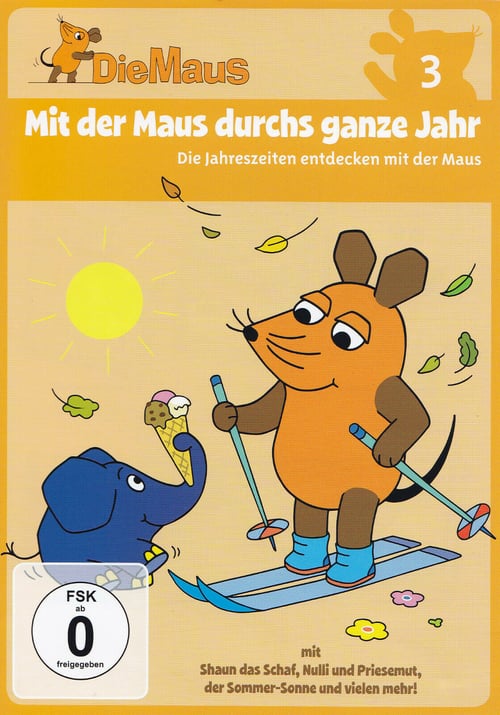 DieMaus
3
Mit der Maus durchs ganze Jahr
Die Jahreszeiten entdecken mit der Maus
FSK
ab
0
freigegeben
mit
Shaun das Schaf, Nulli und Priesemut,
der Sommer-Sonne und vielen mehr!